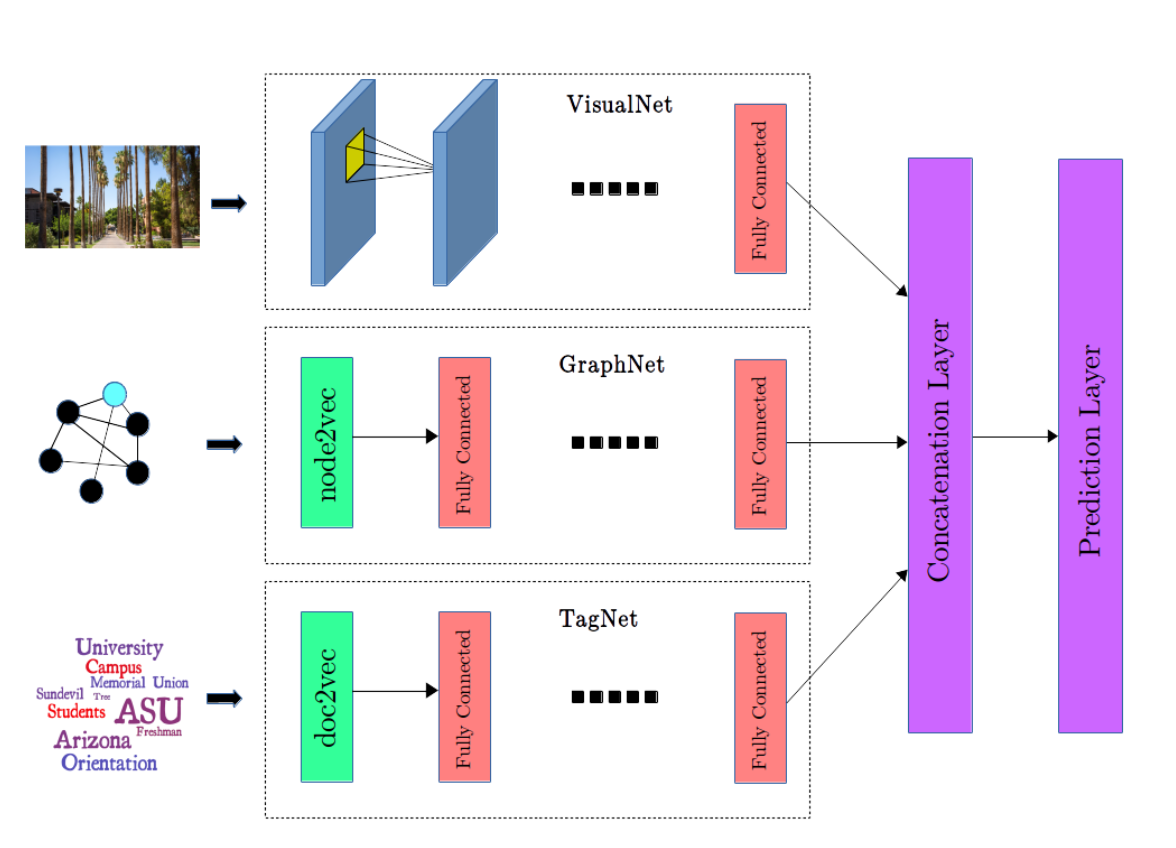 VisualNet
Fully Connected
GraphNet
node2vec
Fully Connected
Fully Connected
TagNet
doc2vec
Fully Connected
Fully Connected
University
Campus
Memorial Union
Sundevil Tree
Students ASU
Freshman
Arizona
Orientation
Concatenation Layer
Prediction Layer